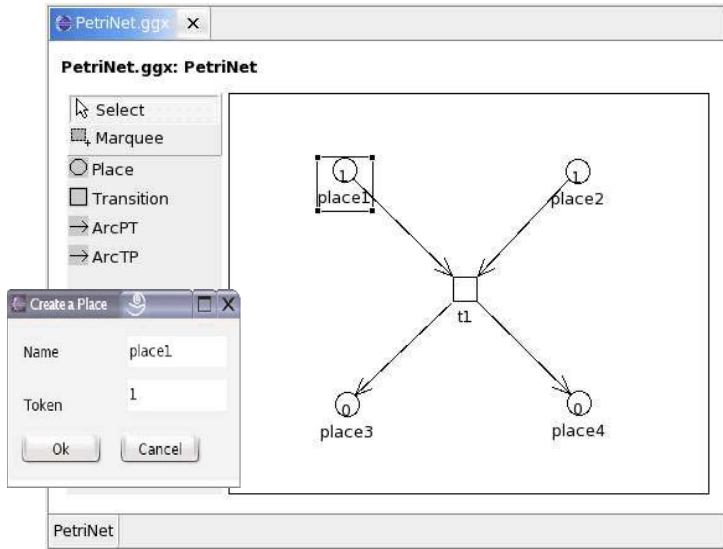 PetriNet.ggx
PetriNet.ggx: PetriNet
Select
Marquee
Place
Transition
ArcPT
ArcTP
1
place1
1
place2
t1
0
place3
0
place4
Create a Place
Name place1
Token 1
Ok Cancel
PetriNet